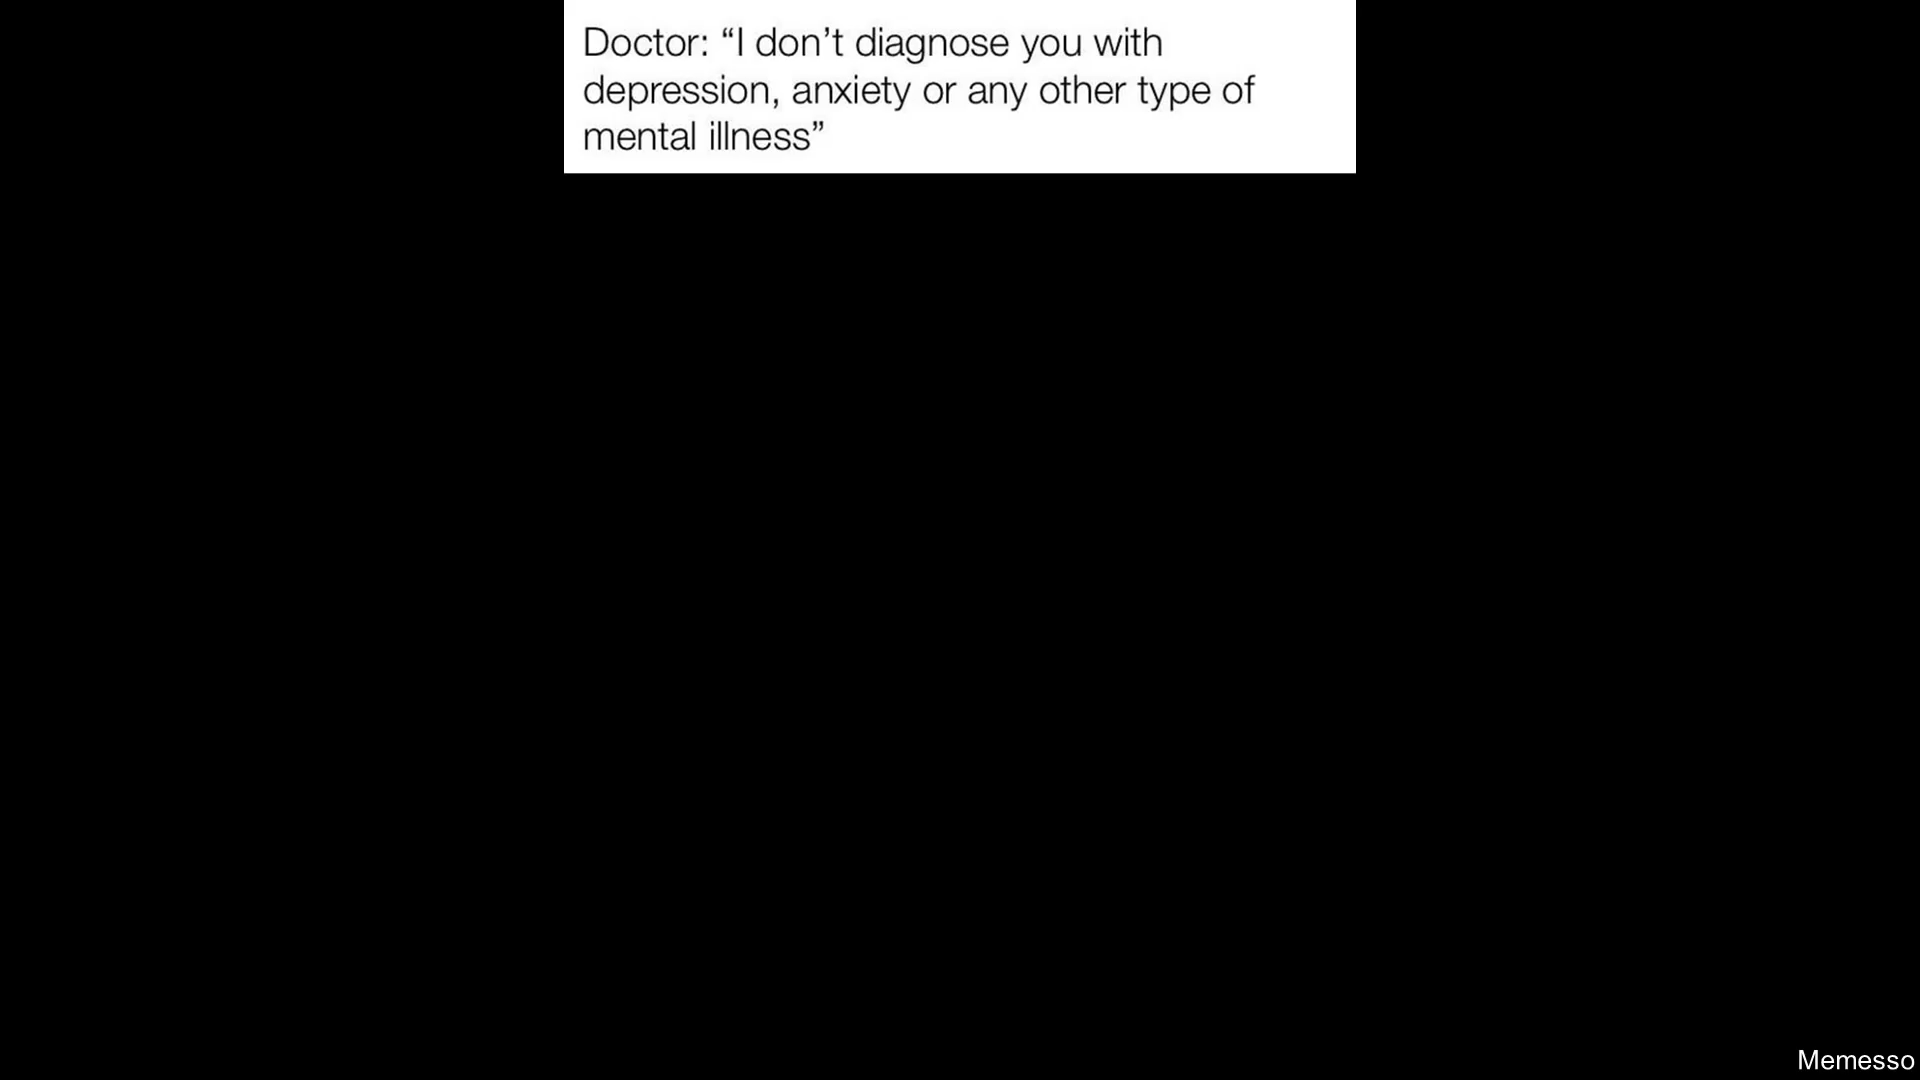 Doctor: “I don’t diagnose you with
depression, anxiety or any other type of
mental illness”
Memesso